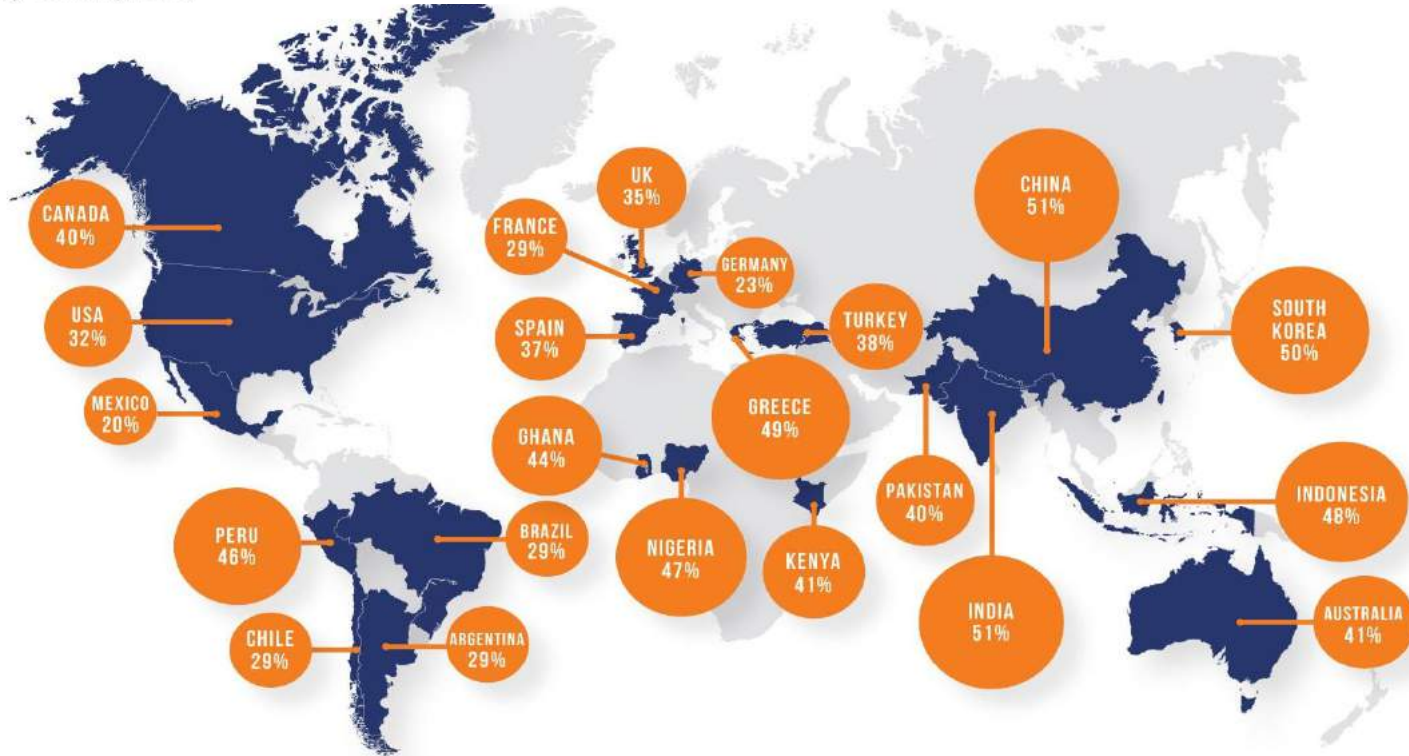 UK
35%
CHINA
51%
CANADA
40%
FRANCE
29%
GERMANY
23%
USA
32%
SPAIN
37%
TURKEY
38%
SOUTH
KOREA
50%
MEXICO
20%
GREECE
49%
GHANA
44%
PAKISTAN
40%
INDONESIA
48%
PERU
46%
BRAZIL
29%
NIGERIA
47%
KENYA
41%
INDIA
51%
AUSTRALIA
41%
CHILE
29%
ARGENTINA
29%